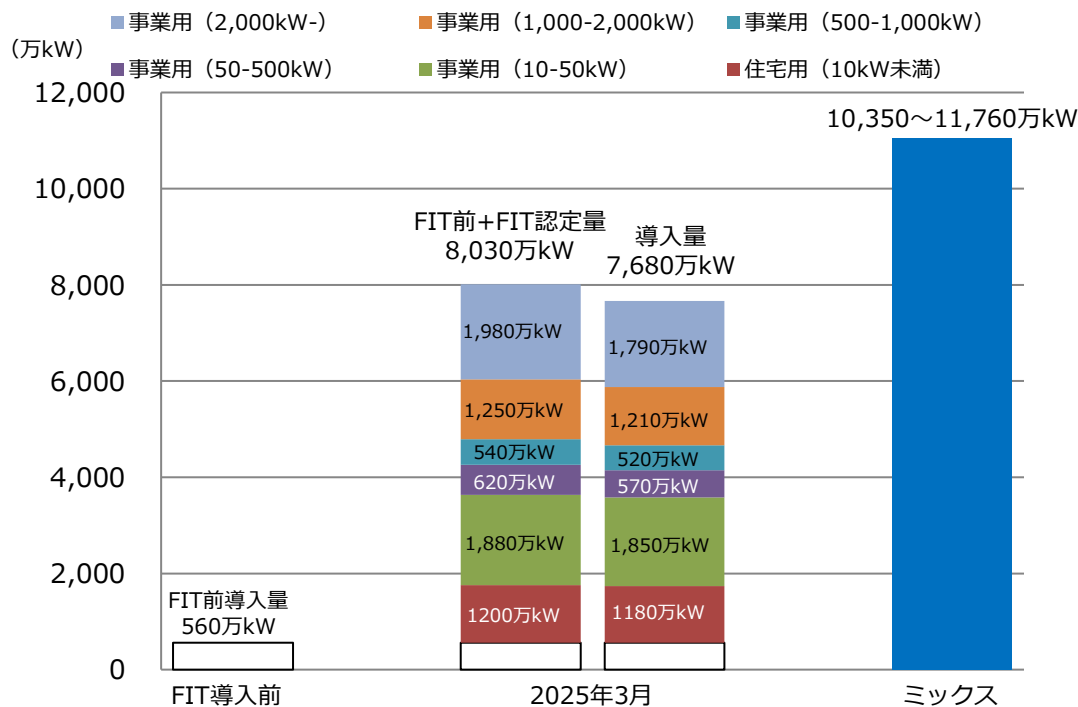 事業用（2,000kW-） 事業用（1,000-2,000kW） 事業用（500-1,000kW）
（万kW）
事業用（50-500kW） 事業用（10-50kW） 住宅用（10kW未満）
12,000
10,350～11,760万kW
10,000
FIT前+FIT認定量
8,030万kW
導入量
7,680万kW
8,000
1,980万kW
1,790万kW
6,000
1,250万kW
1,210万kW
540万kW
520万kW
4,000
620万kW
570万kW
1,880万kW
1,850万kW
2,000
FIT前導入量
560万kW
1200万kW
1180万kW
0
FIT導入前 2025年3月 ミックス